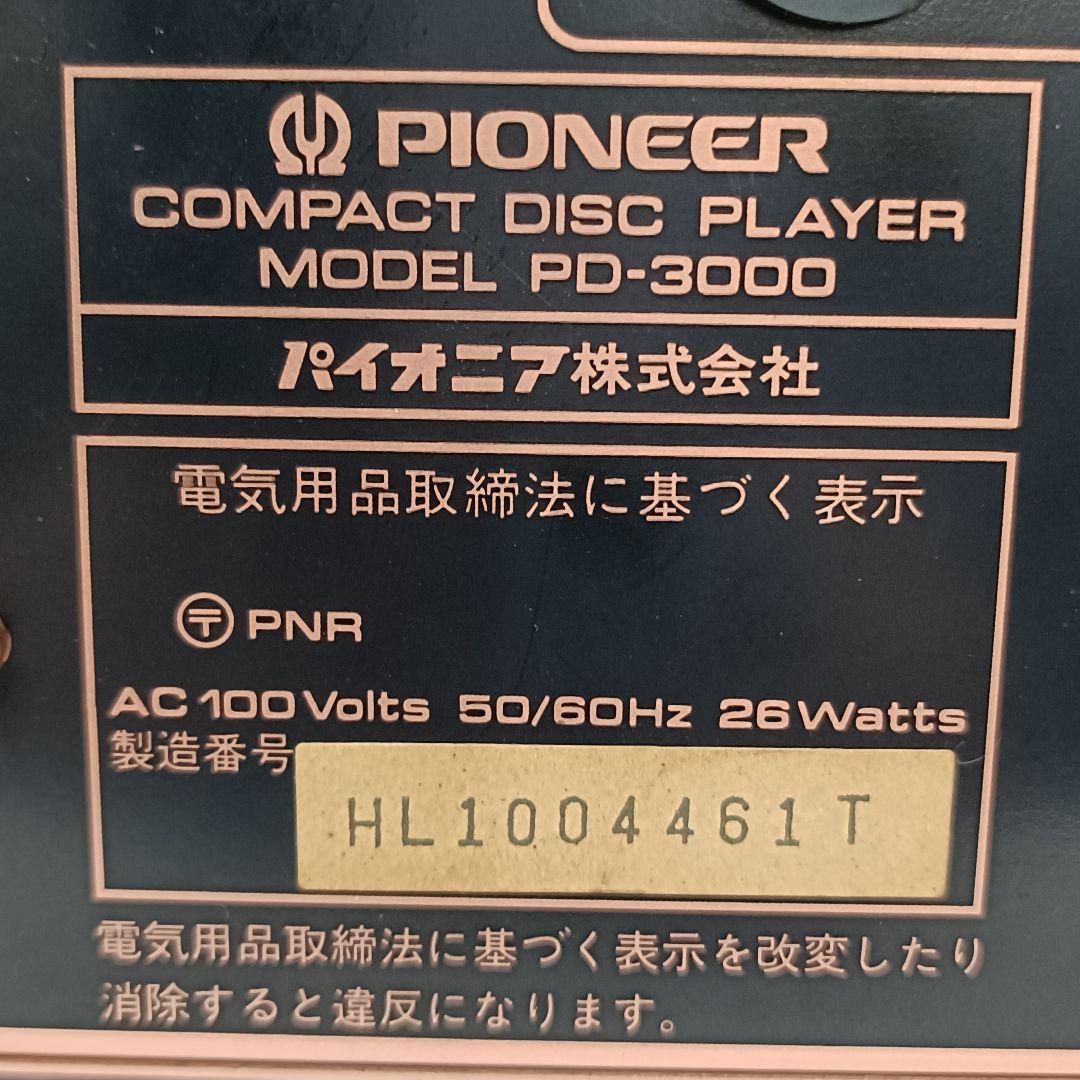 PIONEER
COMPACT DISC PLAYER
MODEL PD-3000
パイオニア株式会社
電気用品取締法に基づく表示
〒 PNR
AC 100 Volts 50/60Hz 26 Watts
製造番号 HL1004461T
電気用品取締法に基づく表示を改変したり
消除すると違反になります。